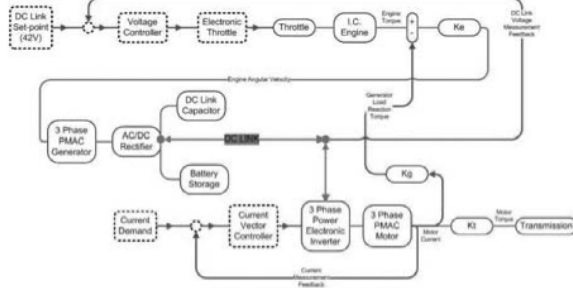 DC Link
Set-point
(42V)
Voltage
Controller
Electronic
Throttle
Throttle
I.C.
Engine
Engine
Torque
+
-
Ke
DC Link
Voltage
Measurement
Feedback
Engine Angular Velocity
DC Link
Capacitor
Generator
Load
Reaction
Torque
3 Phase
PMAC
Generator
AC/DC
Rectifier
DC LINK
Battery
Storage
Kg
Current
Demand
Current
Vector
Controller
3 Phase
Power
Electronic
Inverter
3 Phase
PMAC
Motor
Motor
Current
Kt
Motor
Torque
Transmission
Current
Measurement
Feedback